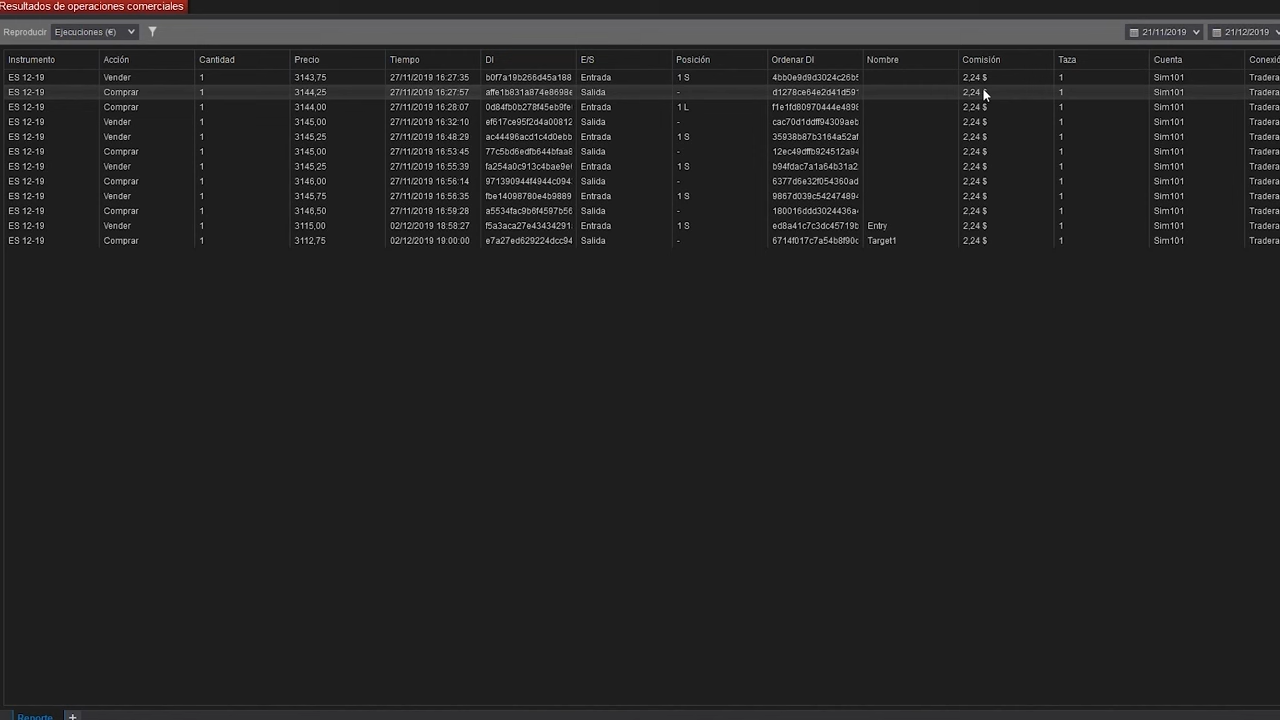 Resultados de operaciones comerciales
Reproducir Ejecuciones (€) 21/11/2019 21/12/2019
Instrumento Acción Cantidad Precio Tiempo DI E/S Posición Ordenar DI Nombre Comisión Taza Cuenta Conexió
ES 12-19 Vender 1 3143,75 27/11/2019 16:27:35 b0f7a19b266d45a188 Entrada 1 S 4bb0e9d9d3024c26b5 2,24 $ 1 Sim101 Tradera
ES 12-19 Comprar 1 3144,25 27/11/2019 16:27:57 affe1b831a874e8698e Salida - d1278ce64e2d41d591 2,24 $ 1 Sim101 Tradera
ES 12-19 Comprar 1 3144,00 27/11/2019 16:28:07 0d84fb0b278f45eb9fe Entrada 1 L f1e1fd80970444e4898 2,24 $ 1 Sim101 Tradera
ES 12-19 Vender 1 3145,00 27/11/2019 16:32:10 ef617ce95f2d4a00812 Salida - cac70d1ddff94309aeb 2,24 $ 1 Sim101 Tradera
ES 12-19 Vender 1 3145,25 27/11/2019 16:48:29 ac44496acd1c4d0ebb Entrada 1 S 35938b87b3164a52af 2,24 $ 1 Sim101 Tradera
ES 12-19 Comprar 1 3145,00 27/11/2019 16:53:45 77c5bd6edfb644bfaa8 Salida - 12ec49dffb924512a94 2,24 $ 1 Sim101 Tradera
ES 12-19 Vender 1 3145,25 27/11/2019 16:55:39 fa254a0c913c4bae9e Entrada 1 S b94fdac7a1a64b31a2 2,24 $ 1 Sim101 Tradera
ES 12-19 Comprar 1 3146,00 27/11/2019 16:56:14 971390944f4944c094 Salida - 6377d6e32f054360ad 2,24 $ 1 Sim101 Tradera
ES 12-19 Vender 1 3145,75 27/11/2019 16:56:35 fbe14098780e4b9889 Entrada 1 S 9867d039c542474894 2,24 $ 1 Sim101 Tradera
ES 12-19 Comprar 1 3146,50 27/11/2019 16:59:28 a5534fac9b6f4597b56 Salida - 180016ddd3024436a 2,24 $ 1 Sim101 Tradera
ES 12-19 Vender 1 3115,00 02/12/2019 18:58:27 f5a3aca27e43434291 Entrada 1 S ed8a41c7c3dc45719b Entry 2,24 $ 1 Sim101 Tradera
ES 12-19 Comprar 1 3112,75 02/12/2019 19:00:00 e7a27ed629224dcc94 Salida - 6714f017c7a54b8f90c Target1 2,24 $ 1 Sim101 Tradera
Reporte +